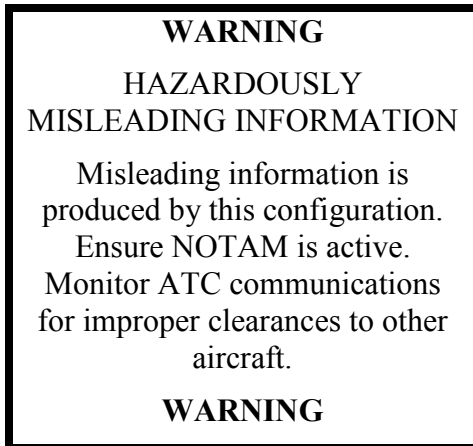 WARNING
HAZARDOUSLY
MISLEADING INFORMATION
Misleading information is
produced by this configuration.
Ensure NOTAM is active.
Monitor ATC communications
for improper clearances to other
aircraft.
WARNING